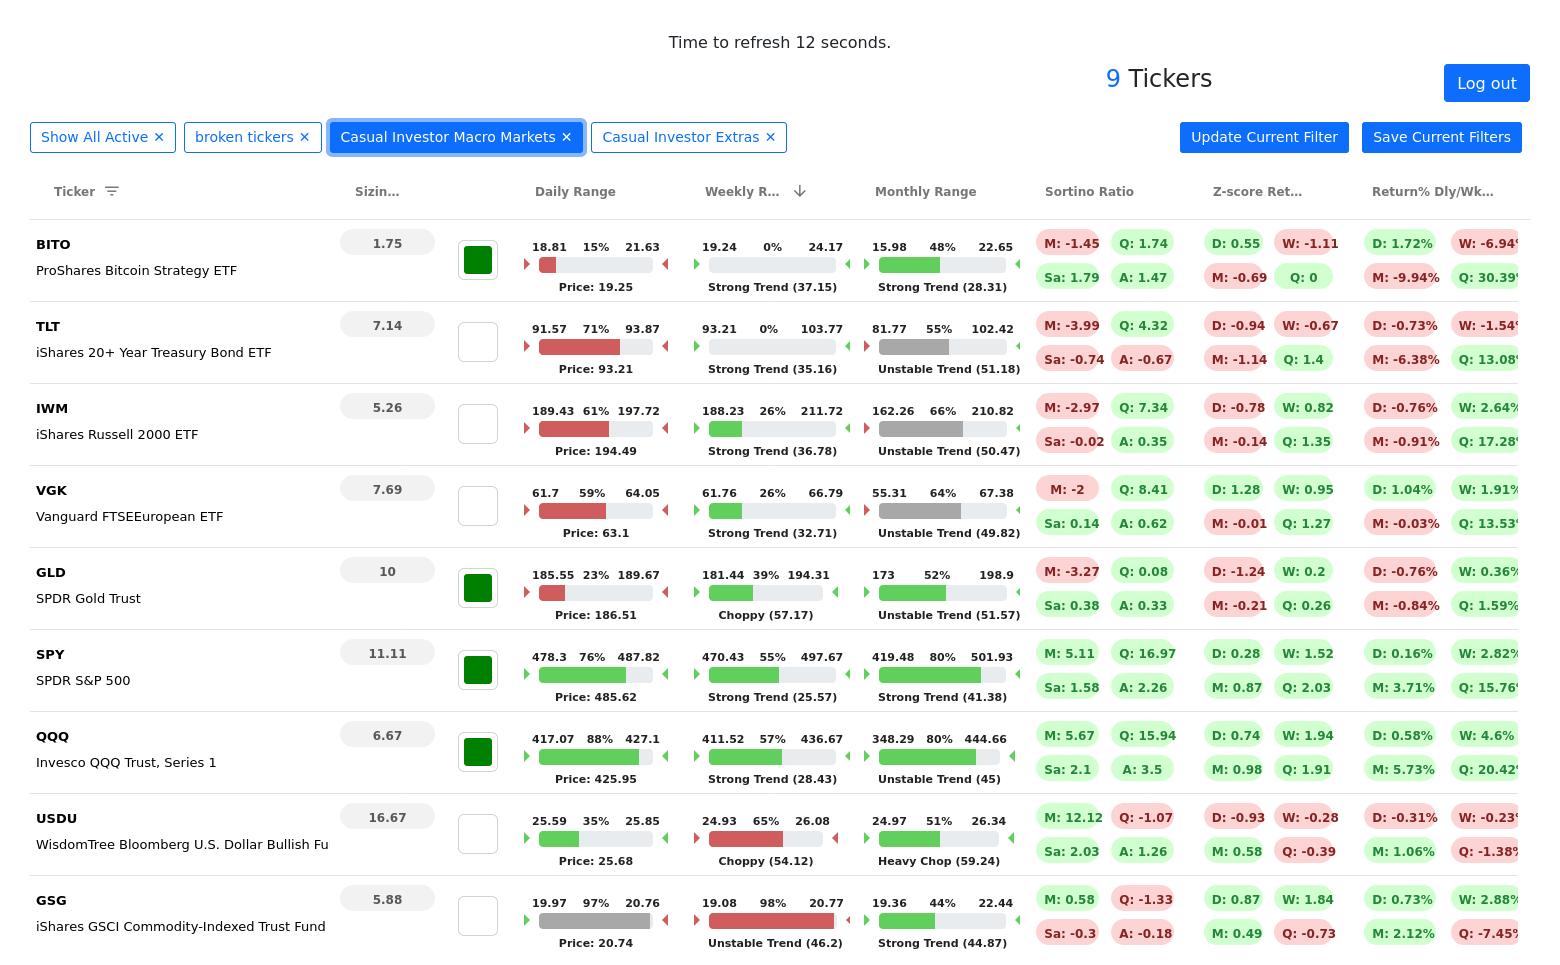 Time to refresh 12 seconds.
9 Tickers
Log out
Show All Active ✕ broken tickers ✕ Casual Investor Macro Markets ✕ Casual Investor Extras ✕ Update Current Filter Save Current Filters
Ticker Sizin... Daily Range Weekly R... Monthly Range Sortino Ratio Z-score Ret... Return% Dly/Wk...
BITO 1.75 18.81 15% 21.63 19.24 0% 24.17 15.98 48% 22.65 M: -1.45 Q: 1.74 D: 0.55 W: -1.11 D: 1.72% W: -6.94%
ProShares Bitcoin Strategy ETF Price: 19.25 Strong Trend (37.15) Strong Trend (28.31) Sa: 1.79 A: 1.47 M: -0.69 Q: 0 M: -9.94% Q: 30.39%
TLT 7.14 91.57 71% 93.87 93.21 0% 103.77 81.77 55% 102.42 M: -3.99 Q: 4.32 D: -0.94 W: -0.67 D: -0.73% W: -1.54%
iShares 20+ Year Treasury Bond ETF Price: 93.21 Strong Trend (35.16) Unstable Trend (51.18) Sa: -0.74 A: -0.67 M: -1.14 Q: 1.4 M: -6.38% Q: 13.08%
IWM 5.26 189.43 61% 197.72 188.23 26% 211.72 162.26 66% 210.82 M: -2.97 Q: 7.34 D: -0.78 W: 0.82 D: -0.76% W: 2.64%
iShares Russell 2000 ETF Price: 194.49 Strong Trend (36.78) Unstable Trend (50.47) Sa: -0.02 A: 0.35 M: -0.14 Q: 1.35 M: -0.91% Q: 17.28%
VGK 7.69 61.7 59% 64.05 61.76 26% 66.79 55.31 64% 67.38 M: -2 Q: 8.41 D: 1.28 W: 0.95 D: 1.04% W: 1.91%
Vanguard FTSEEuropean ETF Price: 63.1 Strong Trend (32.71) Unstable Trend (49.82) Sa: 0.14 A: 0.62 M: -0.01 Q: 1.27 M: -0.03% Q: 13.53%
GLD 10 185.55 23% 189.67 181.44 39% 194.31 173 52% 198.9 M: -3.27 Q: 0.08 D: -1.24 W: 0.2 D: -0.76% W: 0.36%
SPDR Gold Trust Price: 186.51 Choppy (57.17) Unstable Trend (51.57) Sa: 0.38 A: 0.33 M: -0.21 Q: 0.26 M: -0.84% Q: 1.59%
SPY 11.11 478.3 76% 487.82 470.43 55% 497.67 419.48 80% 501.93 M: 5.11 Q: 16.97 D: 0.28 W: 1.52 D: 0.16% W: 2.82%
SPDR S&P 500 Price: 485.62 Strong Trend (25.57) Strong Trend (41.38) Sa: 1.58 A: 2.26 M: 0.87 Q: 2.03 M: 3.71% Q: 15.76%
QQQ 6.67 417.07 88% 427.1 411.52 57% 436.67 348.29 80% 444.66 M: 5.67 Q: 15.94 D: 0.74 W: 1.94 D: 0.58% W: 4.6%
Invesco QQQ Trust, Series 1 Price: 425.95 Strong Trend (28.43) Unstable Trend (45) Sa: 2.1 A: 3.5 M: 0.98 Q: 1.91 M: 5.73% Q: 20.42%
USDU 16.67 25.59 35% 25.85 24.93 65% 26.08 24.97 51% 26.34 M: 12.12 Q: -1.07 D: -0.93 W: -0.28 D: -0.31% W: -0.23%
WisdomTree Bloomberg U.S. Dollar Bullish Fu Price: 25.68 Choppy (54.12) Heavy Chop (59.24) Sa: 2.03 A: 1.26 M: 0.58 Q: -0.39 M: 1.06% Q: -1.38%
GSG 5.88 19.97 97% 20.76 19.08 98% 20.77 19.36 44% 22.44 M: 0.58 Q: -1.33 D: 0.87 W: 1.84 D: 0.73% W: 2.88%
iShares GSCI Commodity-Indexed Trust Fund Price: 20.74 Unstable Trend (46.2) Strong Trend (44.87) Sa: -0.3 A: -0.18 M: 0.49 Q: -0.73 M: 2.12% Q: -7.45%